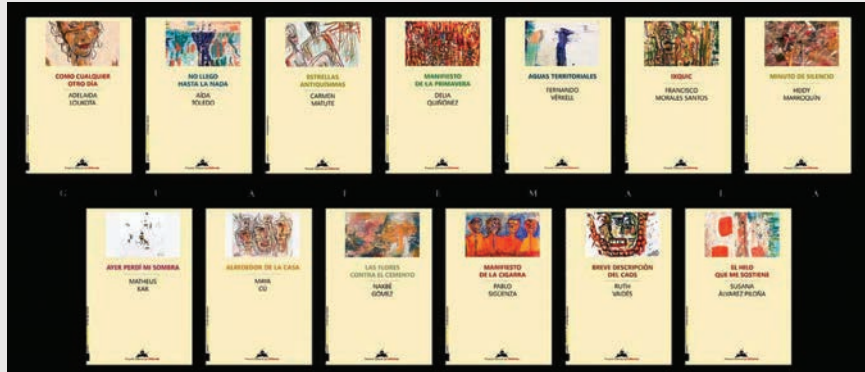 COMO CUALQUIER
OTRO DÍA
ADELAIDA
LOUKOTA
NO LLEGO
HASTA LA NADA
AÍDA
TOLEDO
ESTRELLAS
ANTIQUÍSIMAS
CARMEN
MATUTE
MANIFIESTO
DE LA PRIMAVERA
DELIA
QUIÑÓNEZ
AGUAS TERRITORIALES
FERNANDO
VÉRKELL
IXQUIC
FRANCISCO
MORALES SANTOS
MINUTO DE SILENCIO
HEIDY
MARROQUÍN
G U A T E M A L A
AYER PERDÍ MI SOMBRA
MATHEUS
KAR
ALREDEDOR DE LA CASA
MAYA
CÚ
LAS FLORES
CONTRA EL CEMENTO
NAKBÉ
GÓMEZ
MANIFIESTO
DE LA CIGARRA
PABLO
SIGÜENZA
BREVE DESCRIPCIÓN
DEL CAOS
RUTH
VAIDES
EL HILO
QUE ME SOSTIENE
SUSANA
ÁLVAREZ PILOÑA